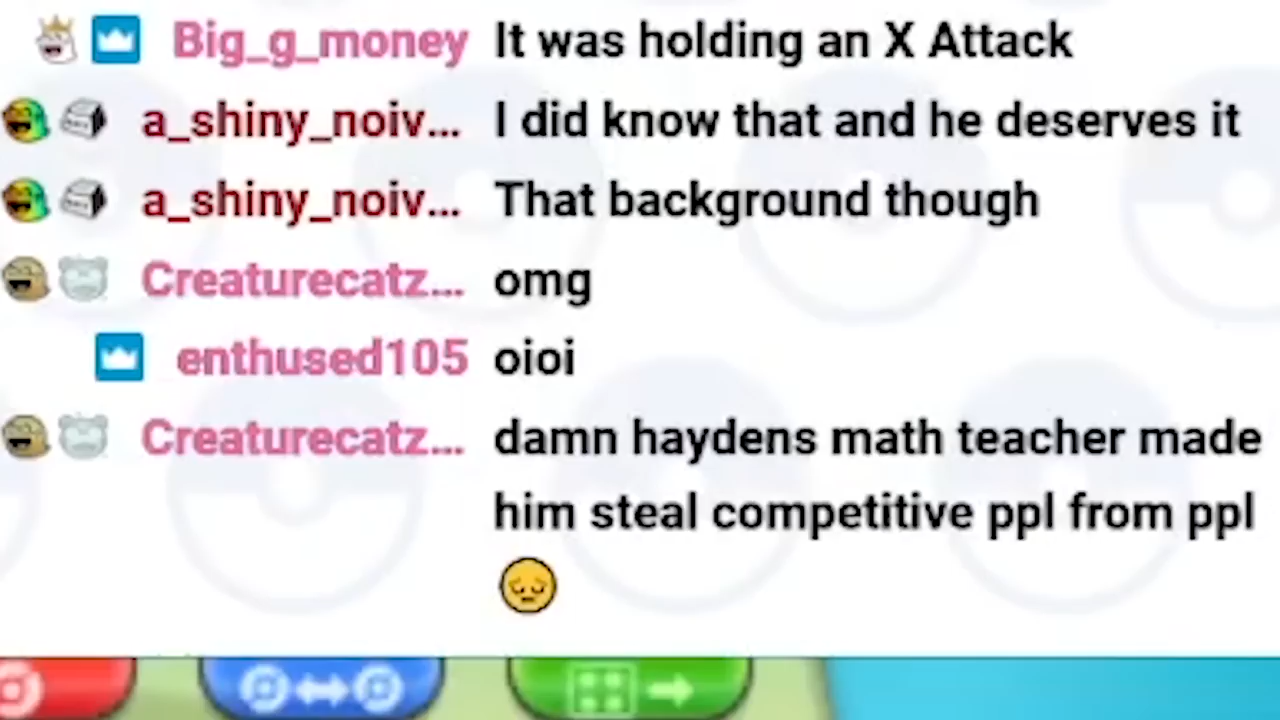 Big_g_money It was holding an X Attack
a_shiny_noiv... I did know that and he deserves it
a_shiny_noiv... That background though
Creaturecatz... omg
enthused105 oioi
Creaturecatz... damn haydens math teacher made
him steal competitive ppl from ppl
😔